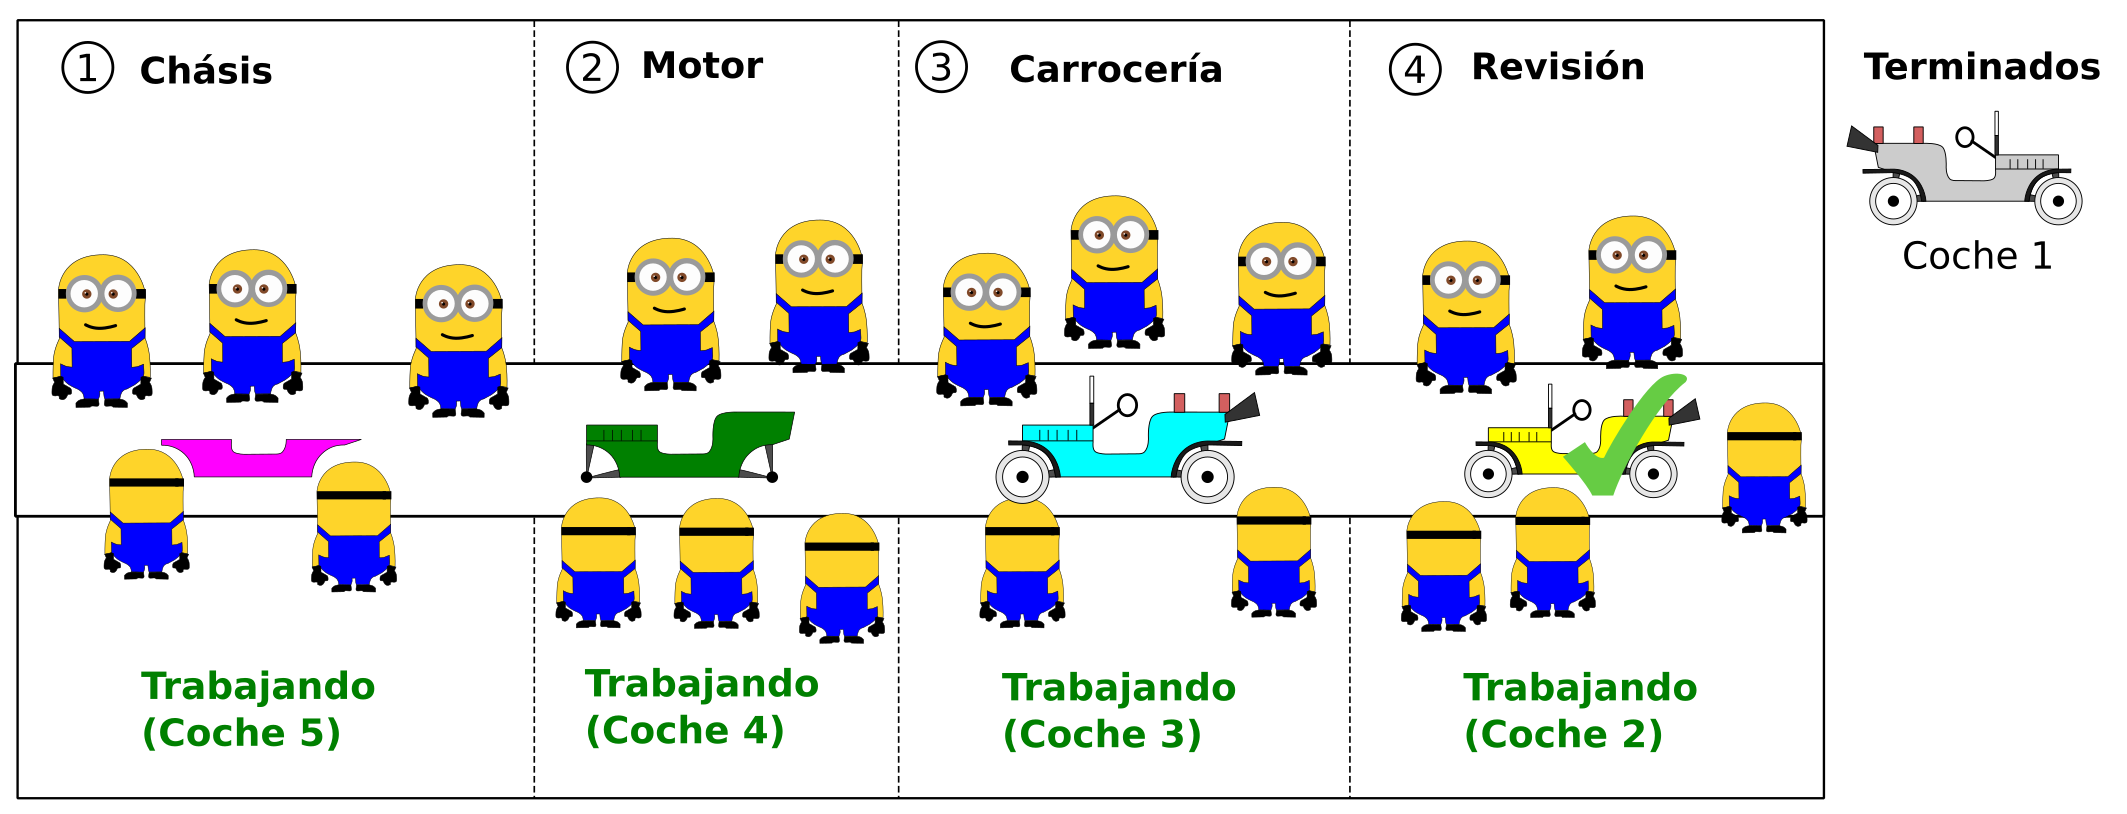 1 Chásis
2 Motor
3 Carrocería
4 Revisión
Terminados
Coche 1
Trabajando
(Coche 5)
Trabajando
(Coche 4)
Trabajando
(Coche 3)
Trabajando
(Coche 2)